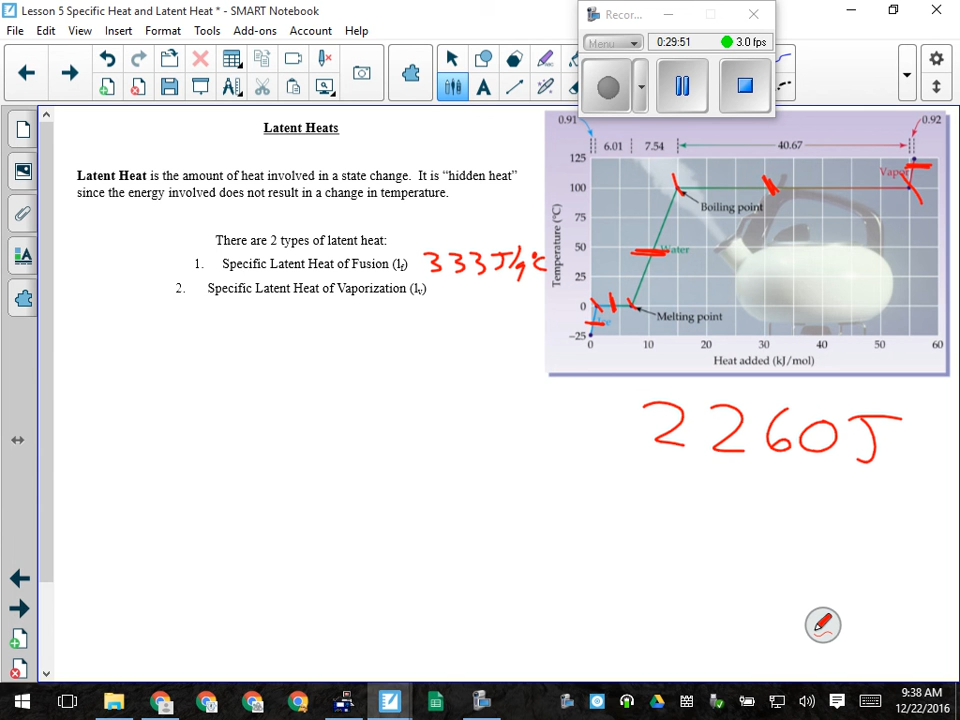 Lesson 5 Specific Heat and Latent Heat * - SMART Notebook
File Edit View Insert Format Tools Add-ons Account Help
Recor...
Menu
0:29:51
3.0 fps
Latent Heats
Latent Heat is the amount of heat involved in a state change. It is “hidden heat”
since the energy involved does not result in a change in temperature.
There are 2 types of latent heat:
1. Specific Latent Heat of Fusion (lf) 333 J/g°C
2. Specific Latent Heat of Vaporization (lv)
0.91
0.92
6.01 7.54 40.67
125
100
75
50
25
0
−25
Temperature (°C)
Vapor
Boiling point
Water
Ice
Melting point
0 10 20 30 40 50 60
Heat added (kJ/mol)
2260J
9:38 AM
12/22/2016